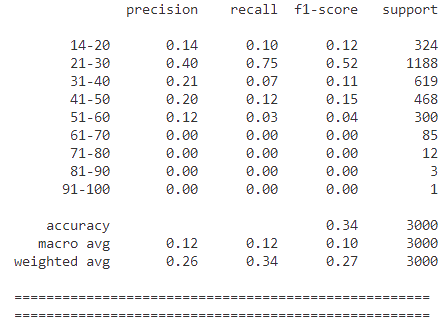 precision recall f1-score support
14-20 0.14 0.10 0.12 324
21-30 0.40 0.75 0.52 1188
31-40 0.21 0.07 0.11 619
41-50 0.20 0.12 0.15 468
51-60 0.12 0.03 0.04 300
61-70 0.00 0.00 0.00 85
71-80 0.00 0.00 0.00 12
81-90 0.00 0.00 0.00 3
91-100 0.00 0.00 0.00 1
accuracy 0.34 3000
macro avg 0.12 0.12 0.10 3000
weighted avg 0.26 0.34 0.27 3000
====================================================
====================================================